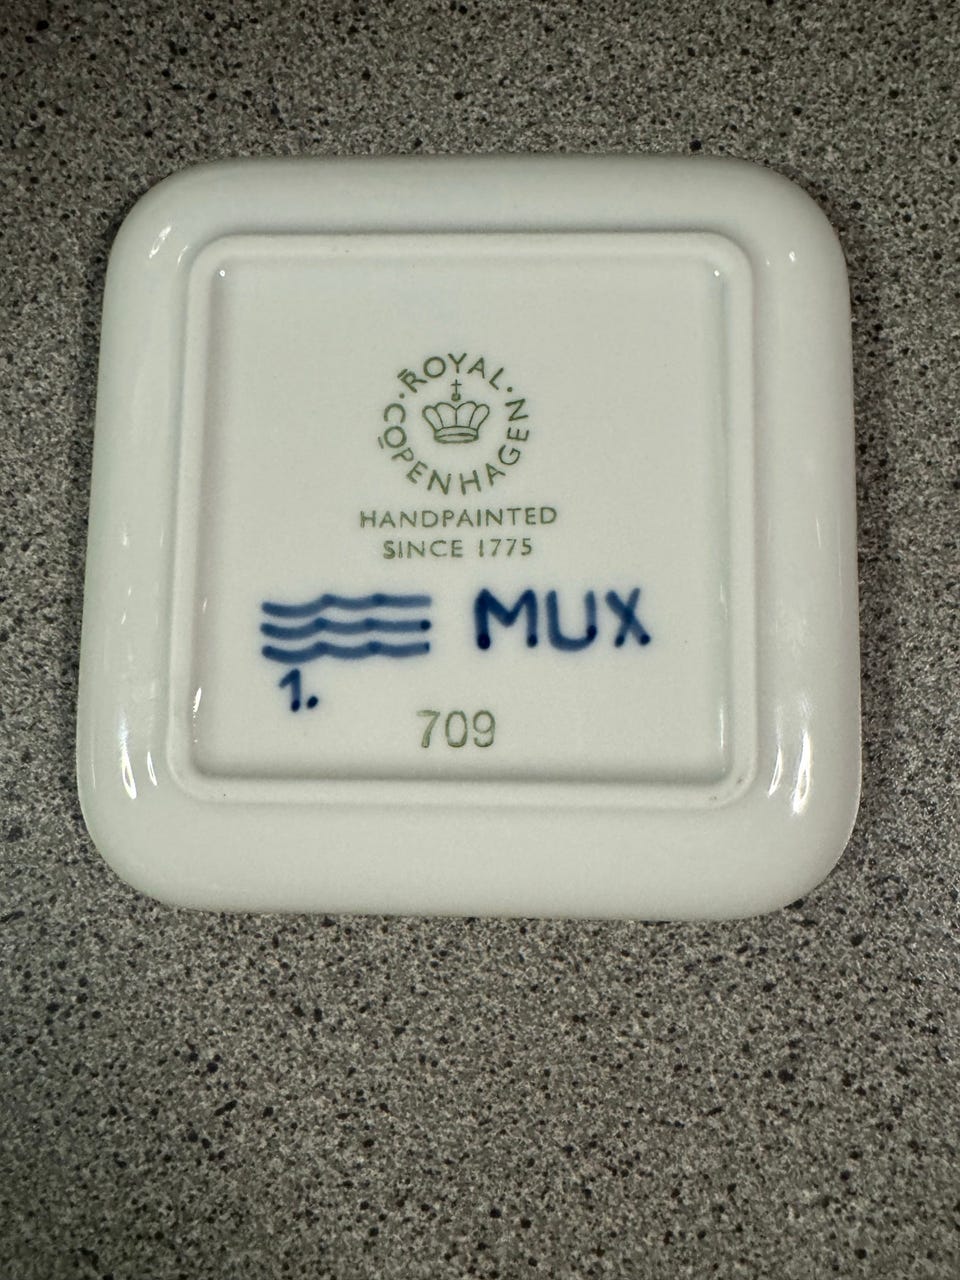 ROYAL · COPENHAGEN ·
HANDPAINTED
SINCE 1775
MUX
1.
709